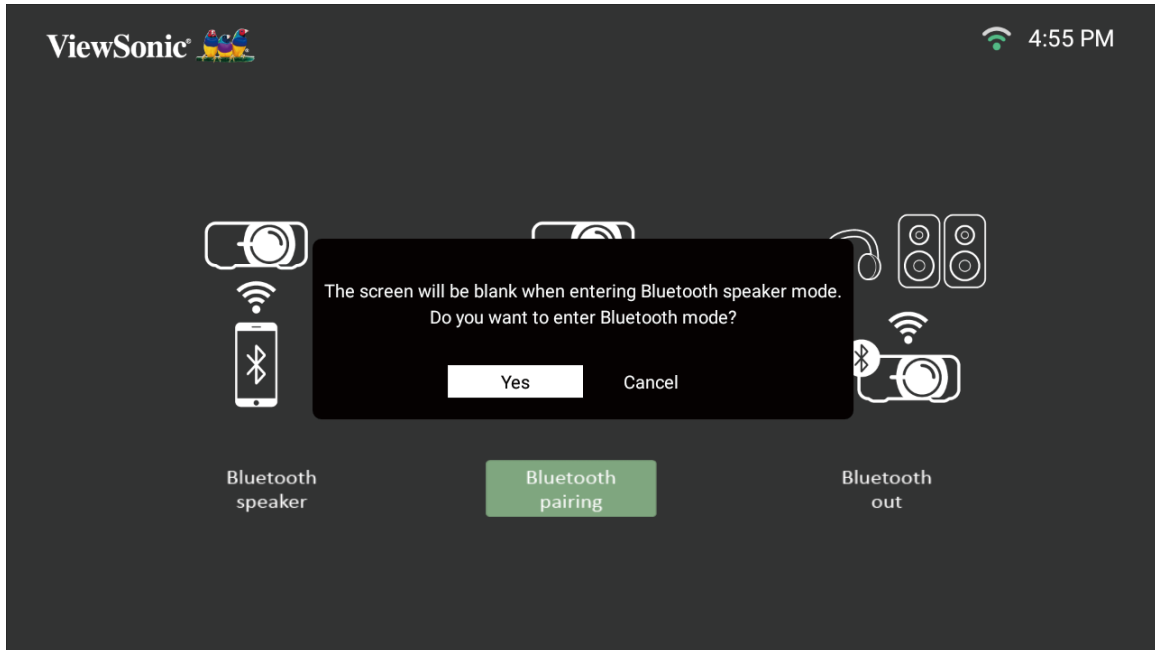 ViewSonic®
4:55 PM
The screen will be blank when entering Bluetooth speaker mode.
Do you want to enter Bluetooth mode?
Yes
Cancel
Bluetooth
speaker
Bluetooth
pairing
Bluetooth
out